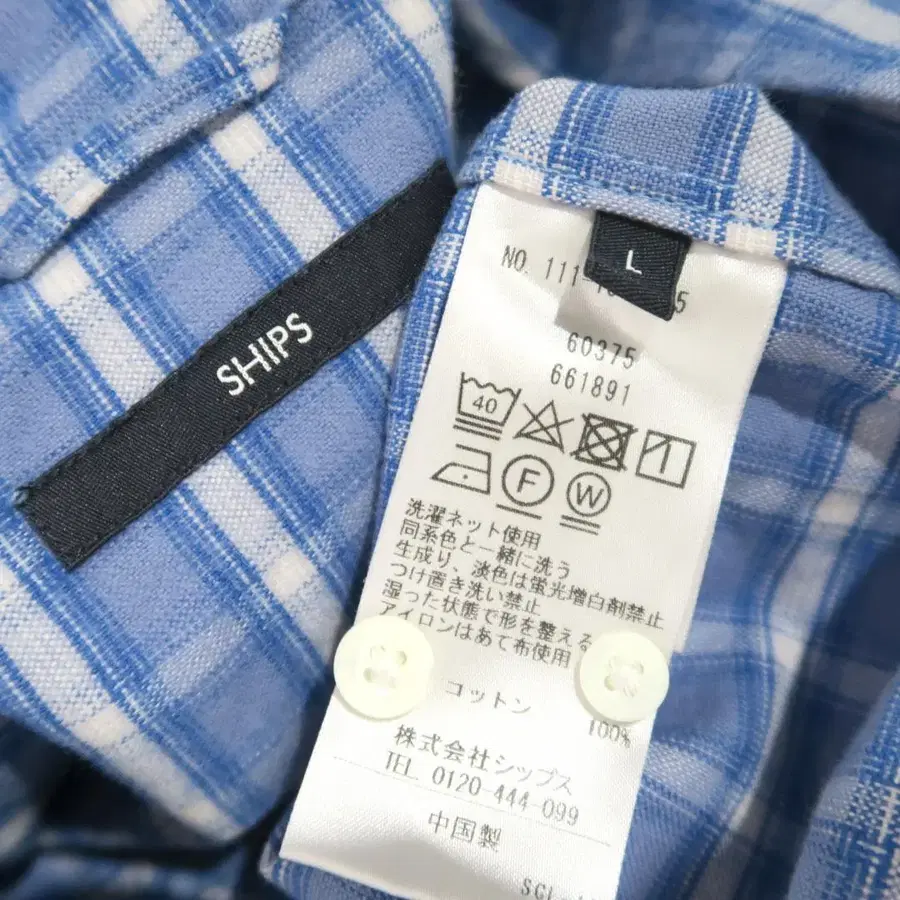 SHIPS
L
NO. 111-1 5
60375
661891
40
F W
洗濯ネット使用
同系色と一緒に洗う
生成り、淡色は蛍光増白剤禁止
つけ置き洗い禁止
湿った状態で形を整える
アイロンはあて布使用
コットン
100%
株式会社シップス
TEL. 0120-444-099
中国製